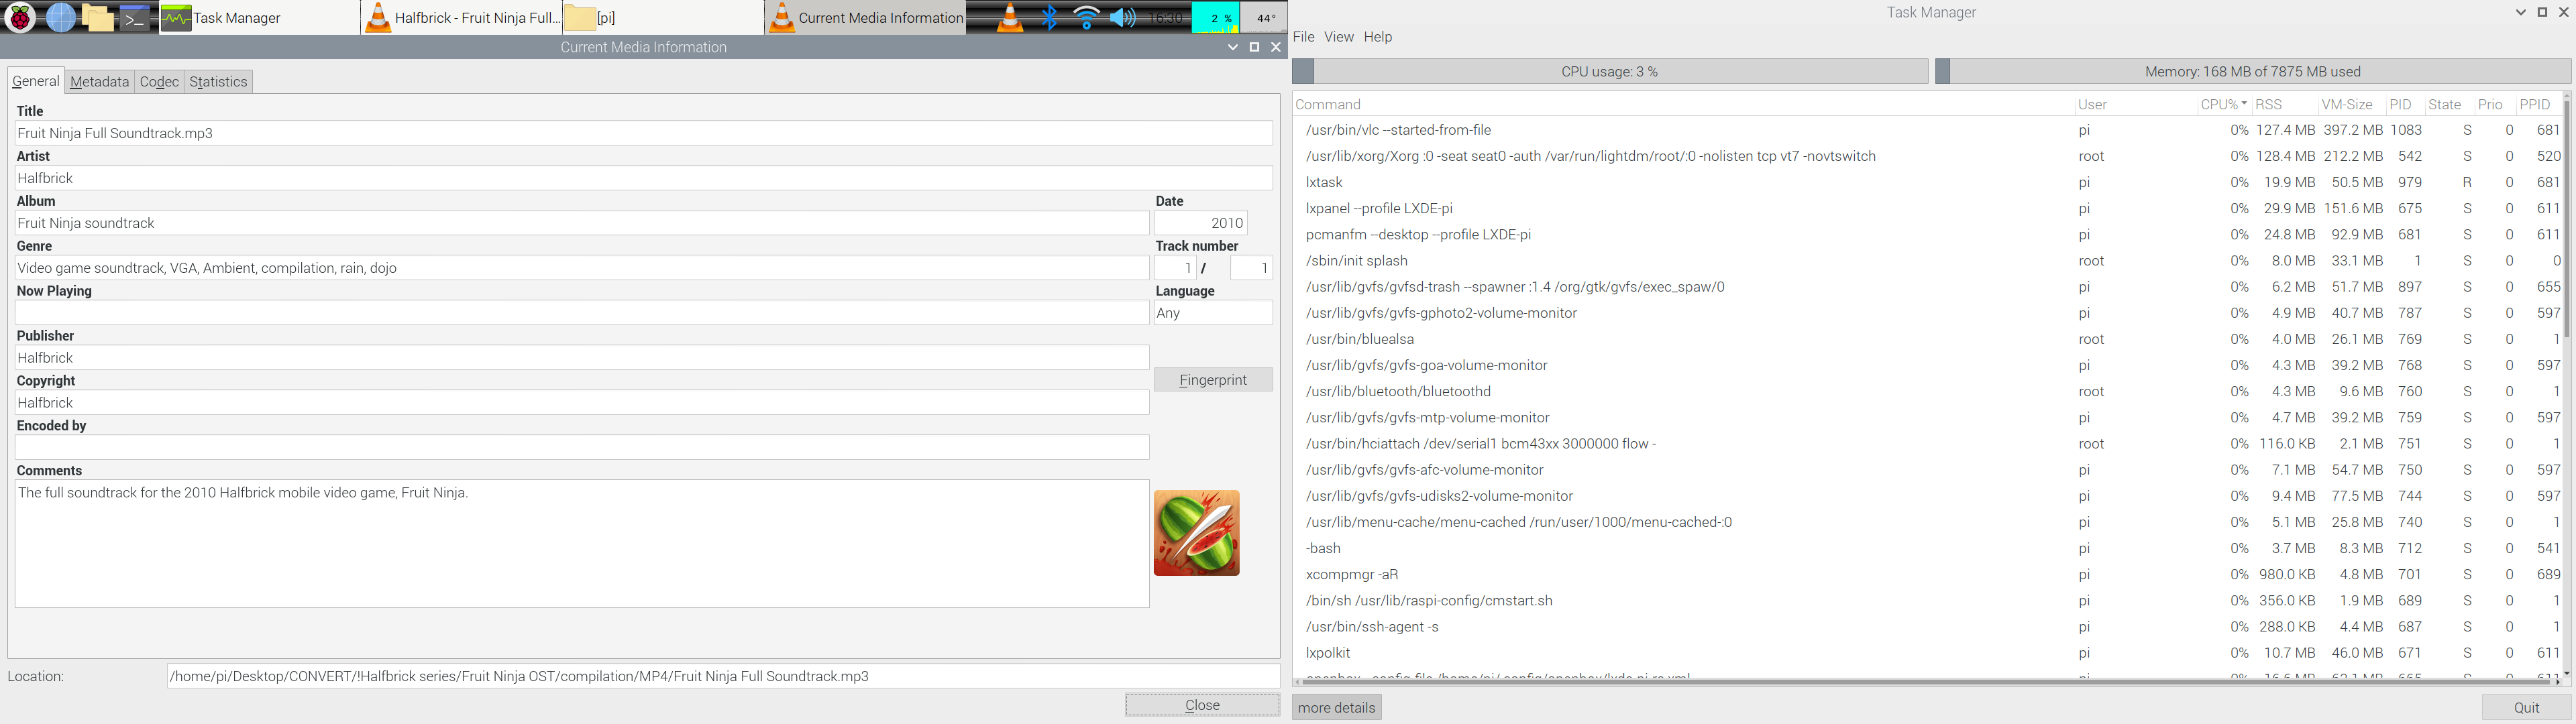 Task Manager
Halfbrick - Fruit Ninja Full...
[pi]
Current Media Information
16:30
2 %
44°
Current Media Information
General Metadata Codec Statistics
Title
Fruit Ninja Full Soundtrack.mp3
Artist
Halfbrick
Album Date
Fruit Ninja soundtrack 2010
Genre Track number
Video game soundtrack, VGA, Ambient, compilation, rain, dojo 1 / 1
Now Playing Language
Any
Publisher
Halfbrick
Fingerprint
Copyright
Halfbrick
Encoded by
Comments
The full soundtrack for the 2010 Halfbrick mobile video game, Fruit Ninja.
Location: /home/pi/Desktop/CONVERT/!Halfbrick series/Fruit Ninja OST/compilation/MP4/Fruit Ninja Full Soundtrack.mp3
Close
Task Manager
File View Help
CPU usage: 3 % Memory: 168 MB of 7875 MB used
Command User CPU% RSS VM-Size PID State Prio PPID
/usr/bin/vlc --started-from-file pi 0% 127.4 MB 397.2 MB 1083 S 0 681
/usr/lib/xorg/Xorg :0 -seat seat0 -auth /var/run/lightdm/root/:0 -nolisten tcp vt7 -novtswitch root 0% 128.4 MB 212.2 MB 542 S 0 520
lxtask pi 0% 19.9 MB 50.5 MB 979 R 0 681
lxpanel --profile LXDE-pi pi 0% 29.9 MB 151.6 MB 675 S 0 611
pcmanfm --desktop --profile LXDE-pi pi 0% 24.8 MB 92.9 MB 681 S 0 611
/sbin/init splash root 0% 8.0 MB 33.1 MB 1 S 0 0
/usr/lib/gvfs/gvfsd-trash --spawner :1.4 /org/gtk/gvfs/exec_spaw/0 pi 0% 6.2 MB 51.7 MB 897 S 0 655
/usr/lib/gvfs/gvfs-gphoto2-volume-monitor pi 0% 4.9 MB 40.7 MB 787 S 0 597
/usr/bin/bluealsa root 0% 4.0 MB 26.1 MB 769 S 0 1
/usr/lib/gvfs/gvfs-goa-volume-monitor pi 0% 4.3 MB 39.2 MB 768 S 0 597
/usr/lib/bluetooth/bluetoothd root 0% 4.3 MB 9.6 MB 760 S 0 1
/usr/lib/gvfs/gvfs-mtp-volume-monitor pi 0% 4.7 MB 39.2 MB 759 S 0 597
/usr/bin/hciattach /dev/serial1 bcm43xx 3000000 flow - root 0% 116.0 KB 2.1 MB 751 S 0 1
/usr/lib/gvfs/gvfs-afc-volume-monitor pi 0% 7.1 MB 54.7 MB 750 S 0 597
/usr/lib/gvfs/gvfs-udisks2-volume-monitor pi 0% 9.4 MB 77.5 MB 744 S 0 597
/usr/lib/menu-cache/menu-cached /run/user/1000/menu-cached-:0 pi 0% 5.1 MB 25.8 MB 740 S 0 1
-bash pi 0% 3.7 MB 8.3 MB 712 S 0 541
xcompmgr -aR pi 0% 980.0 KB 4.8 MB 701 S 0 689
/bin/sh /usr/lib/raspi-config/cmstart.sh pi 0% 356.0 KB 1.9 MB 689 S 0 1
/usr/bin/ssh-agent -s pi 0% 288.0 KB 4.4 MB 687 S 0 1
lxpolkit pi 0% 10.7 MB 46.0 MB 671 S 0 611
more details Quit